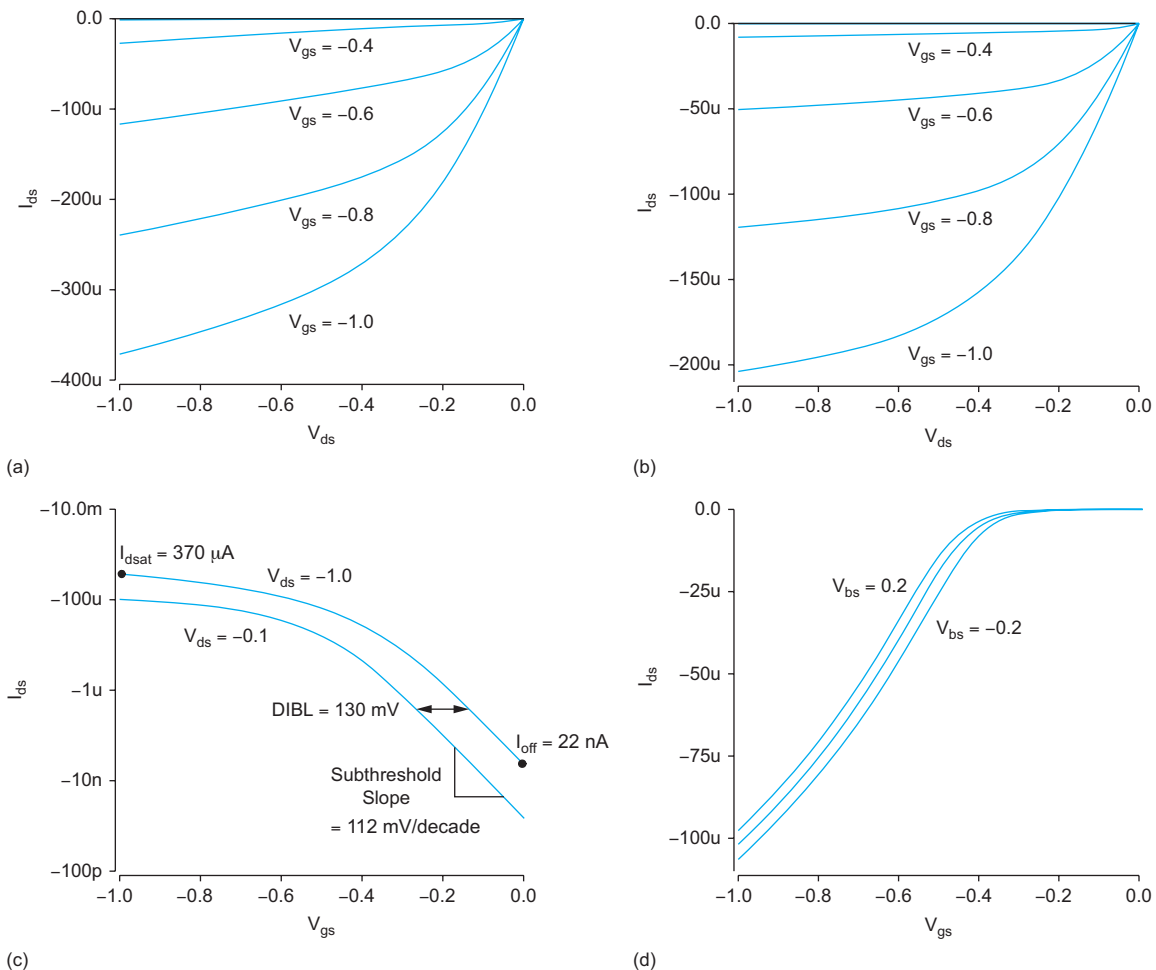 0.0
−100u
−200u
−300u
−400u
I_ds
V_gs = −0.4
V_gs = −0.6
V_gs = −0.8
V_gs = −1.0
−1.0 −0.8 −0.6 −0.4 −0.2 0.0
V_ds
(a)
0.0
−50u
−100u
−150u
−200u
I_ds
V_gs = −0.4
V_gs = −0.6
V_gs = −0.8
V_gs = −1.0
−1.0 −0.8 −0.6 −0.4 −0.2 0.0
V_ds
(b)
−10.0m
−100u
−1u
−10n
−100p
I_ds
I_dsat = 370 μA
V_ds = −1.0
V_ds = −0.1
DIBL = 130 mV
I_off = 22 nA
Subthreshold
Slope
= 112 mV/decade
−1.0 −0.8 −0.6 −0.4 −0.2 0.0
V_gs
(c)
0.0
−25u
−50u
−75u
−100u
I_ds
V_bs = 0.2
V_bs = −0.2
−1.0 −0.8 −0.6 −0.4 −0.2 0.0
V_gs
(d)